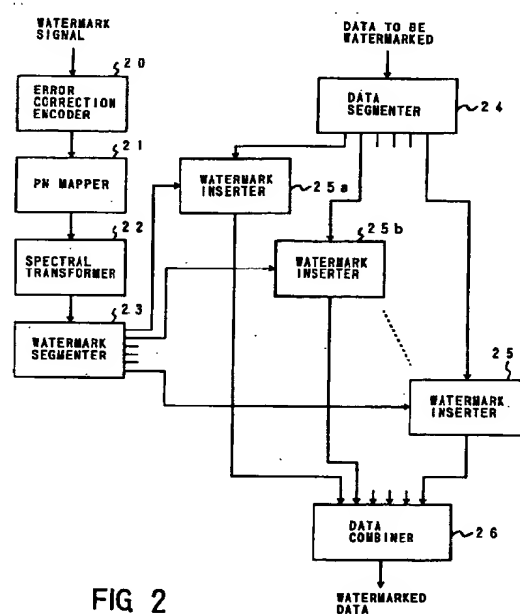 WATERMARK
SIGNAL
20
ERROR
CORRECTION
ENCODER
21
PN MAPPER
22
SPECTRAL
TRANSFORMER
23
WATERMARK
SEGMENTER
DATA TO BE
WATERMARKED
DATA
SEGMENTER
24
WATERMARK
INSERTER
25a
25b
WATERMARK
INSERTER
25
WATERMARK
INSERTER
DATA
COMBINER
26
WATERMARKED
DATA
FIG 2